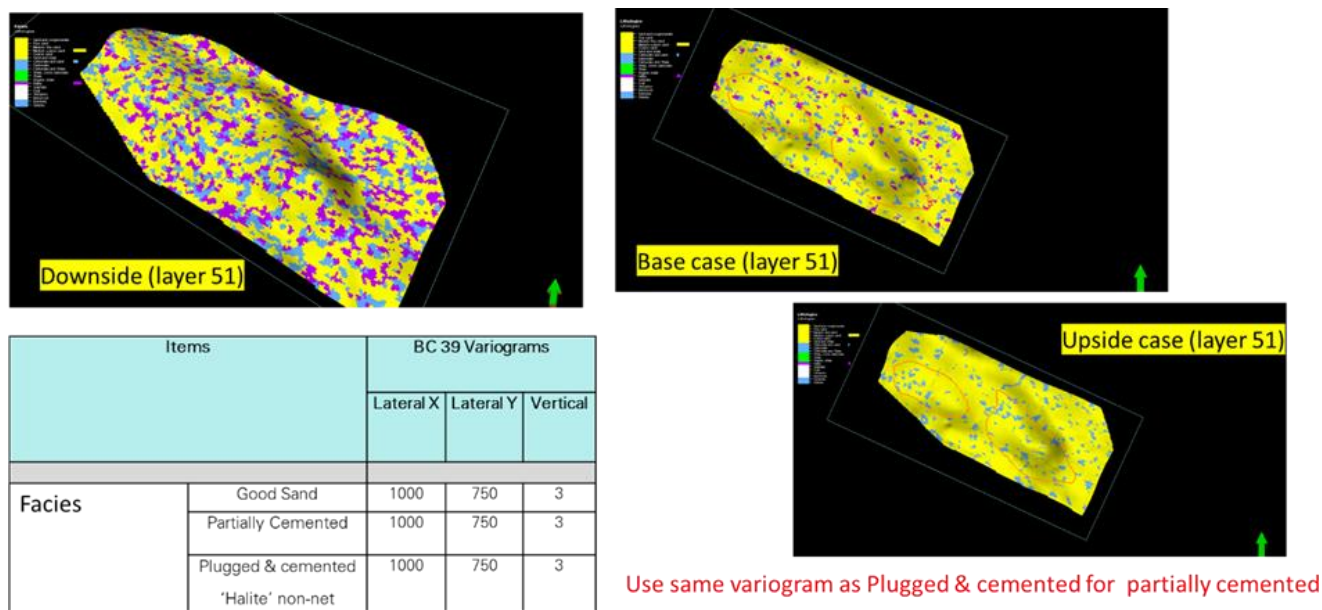 Downside (layer 51)
Base case (layer 51)
Upside case (layer 51)
Items
BC 39 Variograms
Lateral X
Lateral Y
Vertical
Facies
Good Sand
1000
750
3
Partially Cemented
1000
750
3
Plugged & cemented
'Halite' non-net
1000
750
3
Use same variogram as Plugged & cemented for partially cemented